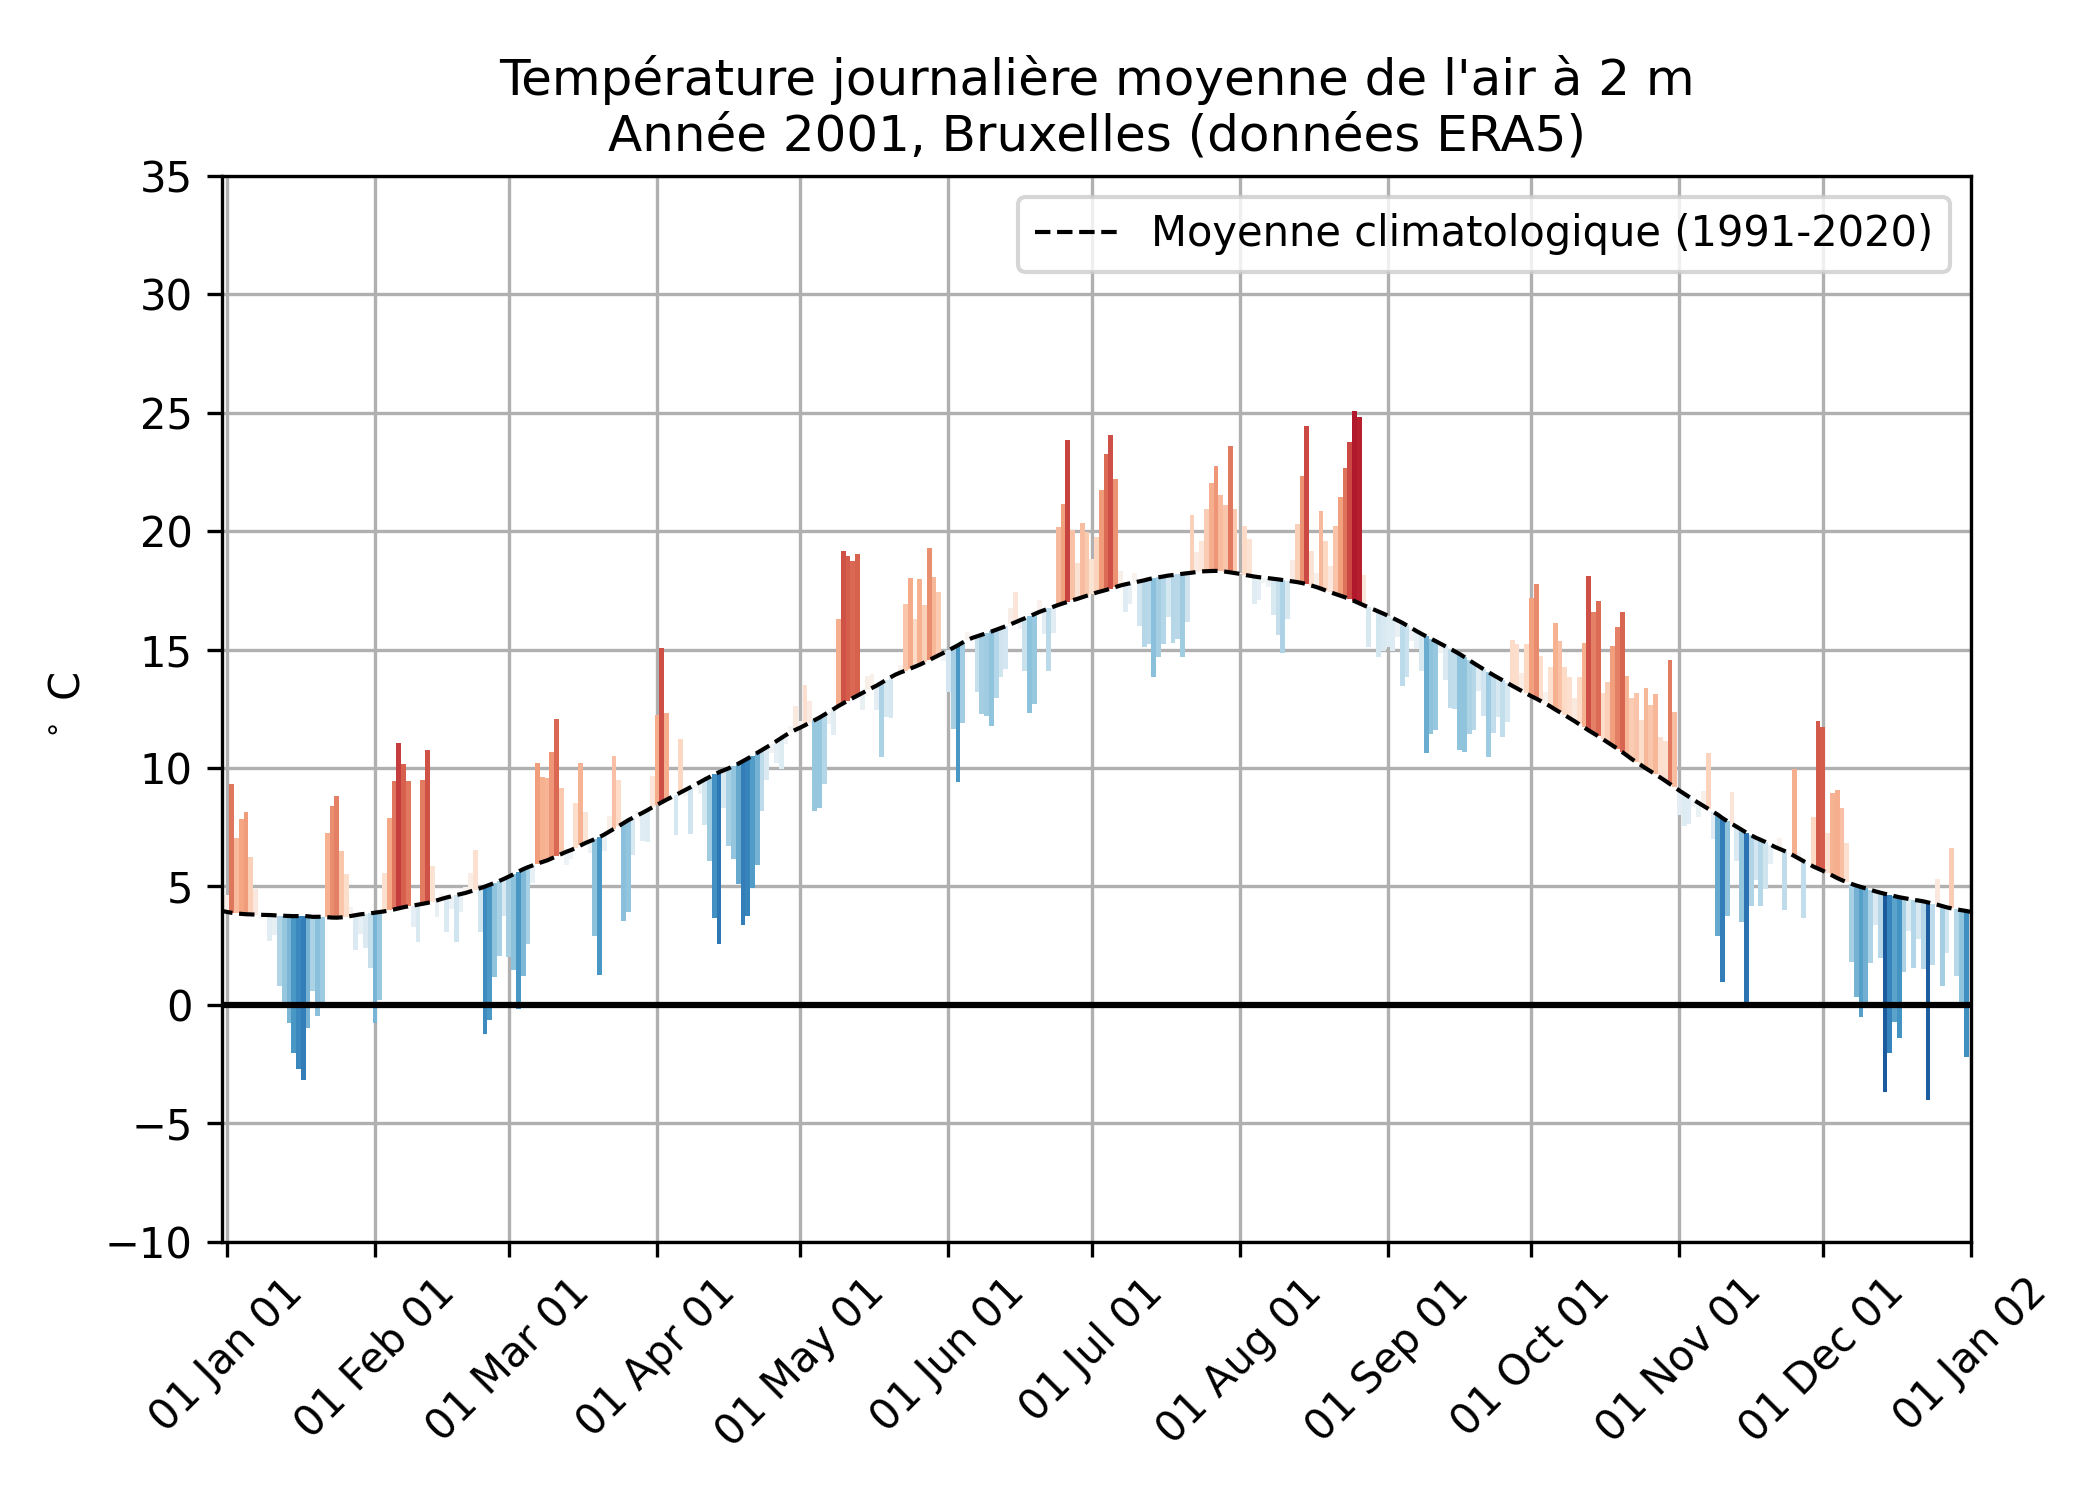 Température journalière moyenne de l'air à 2 m
Année 2001, Bruxelles (données ERA5)
Moyenne climatologique (1991-2020)
35
30
25
20
15
10
5
0
−5
−10
° C
01 Jan 01
01 Feb 01
01 Mar 01
01 Apr 01
01 May 01
01 Jun 01
01 Jul 01
01 Aug 01
01 Sep 01
01 Oct 01
01 Nov 01
01 Dec 01
01 Jan 02